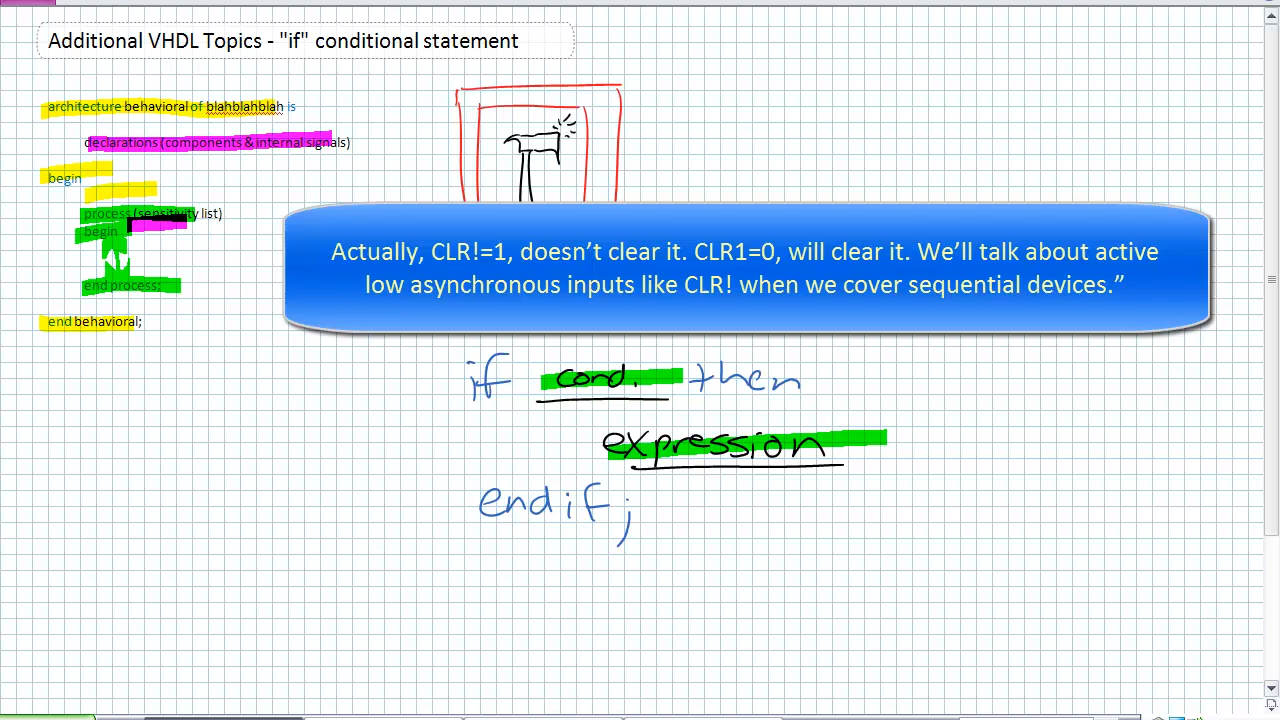 Additional VHDL Topics - "if" conditional statement
architecture behavioral of blahblahblah is
declarations (components & internal signals)
begin
process (sensitivity list)
begin
end process;
end behavioral;
Actually, CLR!=1, doesn’t clear it. CLR1=0, will clear it. We’ll talk about active
low asynchronous inputs like CLR! when we cover sequential devices.”
if cond. then
expression
end if;